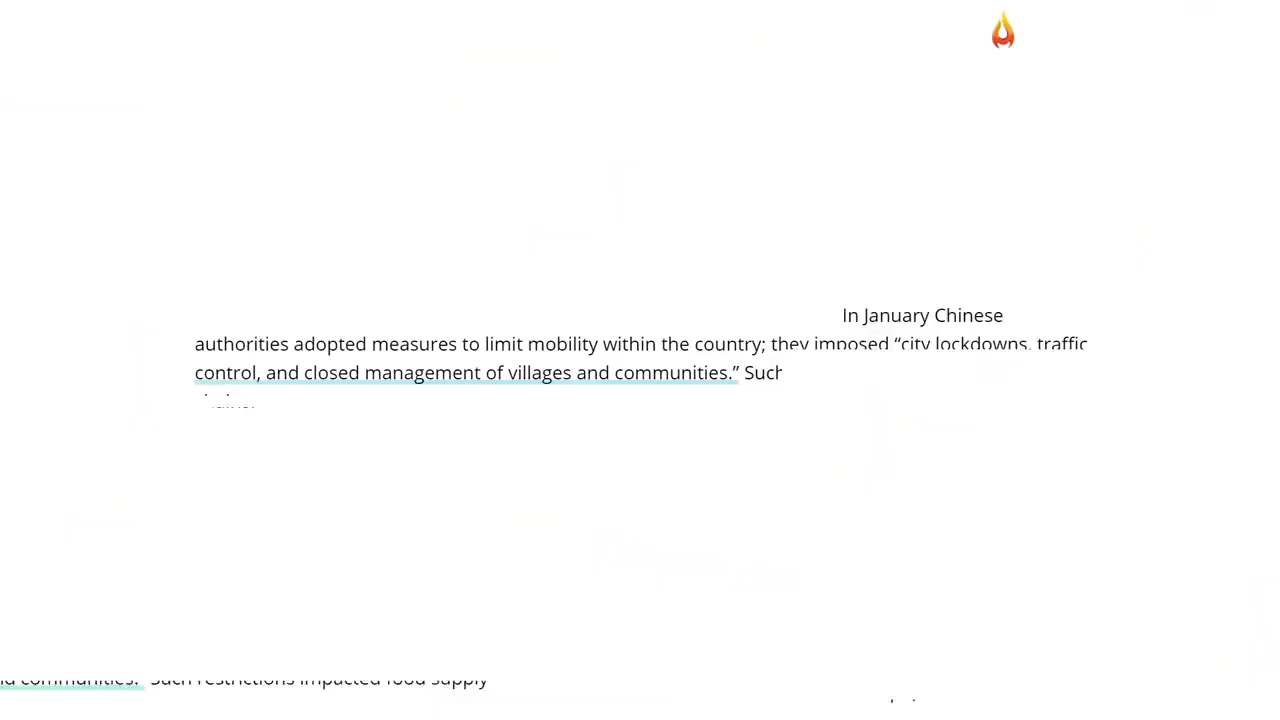 In January Chinese
authorities adopted measures to limit mobility within the country; they imposed “city lockdowns, traffic
control, and closed management of villages and communities.” Such
communities.” Such restrictions impacted food supply